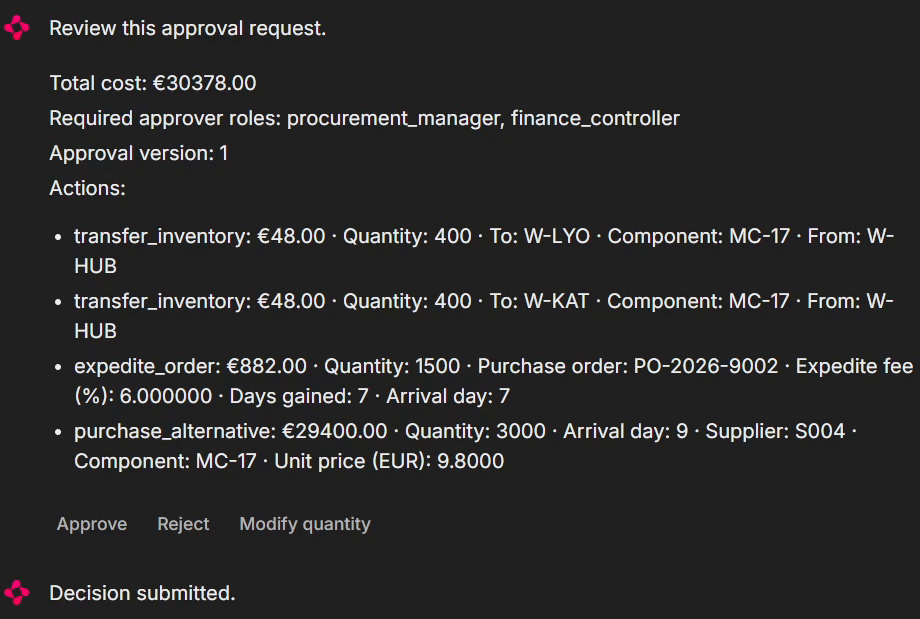 Review this approval request.
Total cost: €30378.00
Required approver roles: procurement_manager, finance_controller
Approval version: 1
Actions:
• transfer_inventory: €48.00 · Quantity: 400 · To: W-LYO · Component: MC-17 · From: W-
HUB
• transfer_inventory: €48.00 · Quantity: 400 · To: W-KAT · Component: MC-17 · From: W-
HUB
• expedite_order: €882.00 · Quantity: 1500 · Purchase order: PO-2026-9002 · Expedite fee
(%): 6.000000 · Days gained: 7 · Arrival day: 7
• purchase_alternative: €29400.00 · Quantity: 3000 · Arrival day: 9 · Supplier: S004 ·
Component: MC-17 · Unit price (EUR): 9.8000
Approve Reject Modify quantity
Decision submitted.